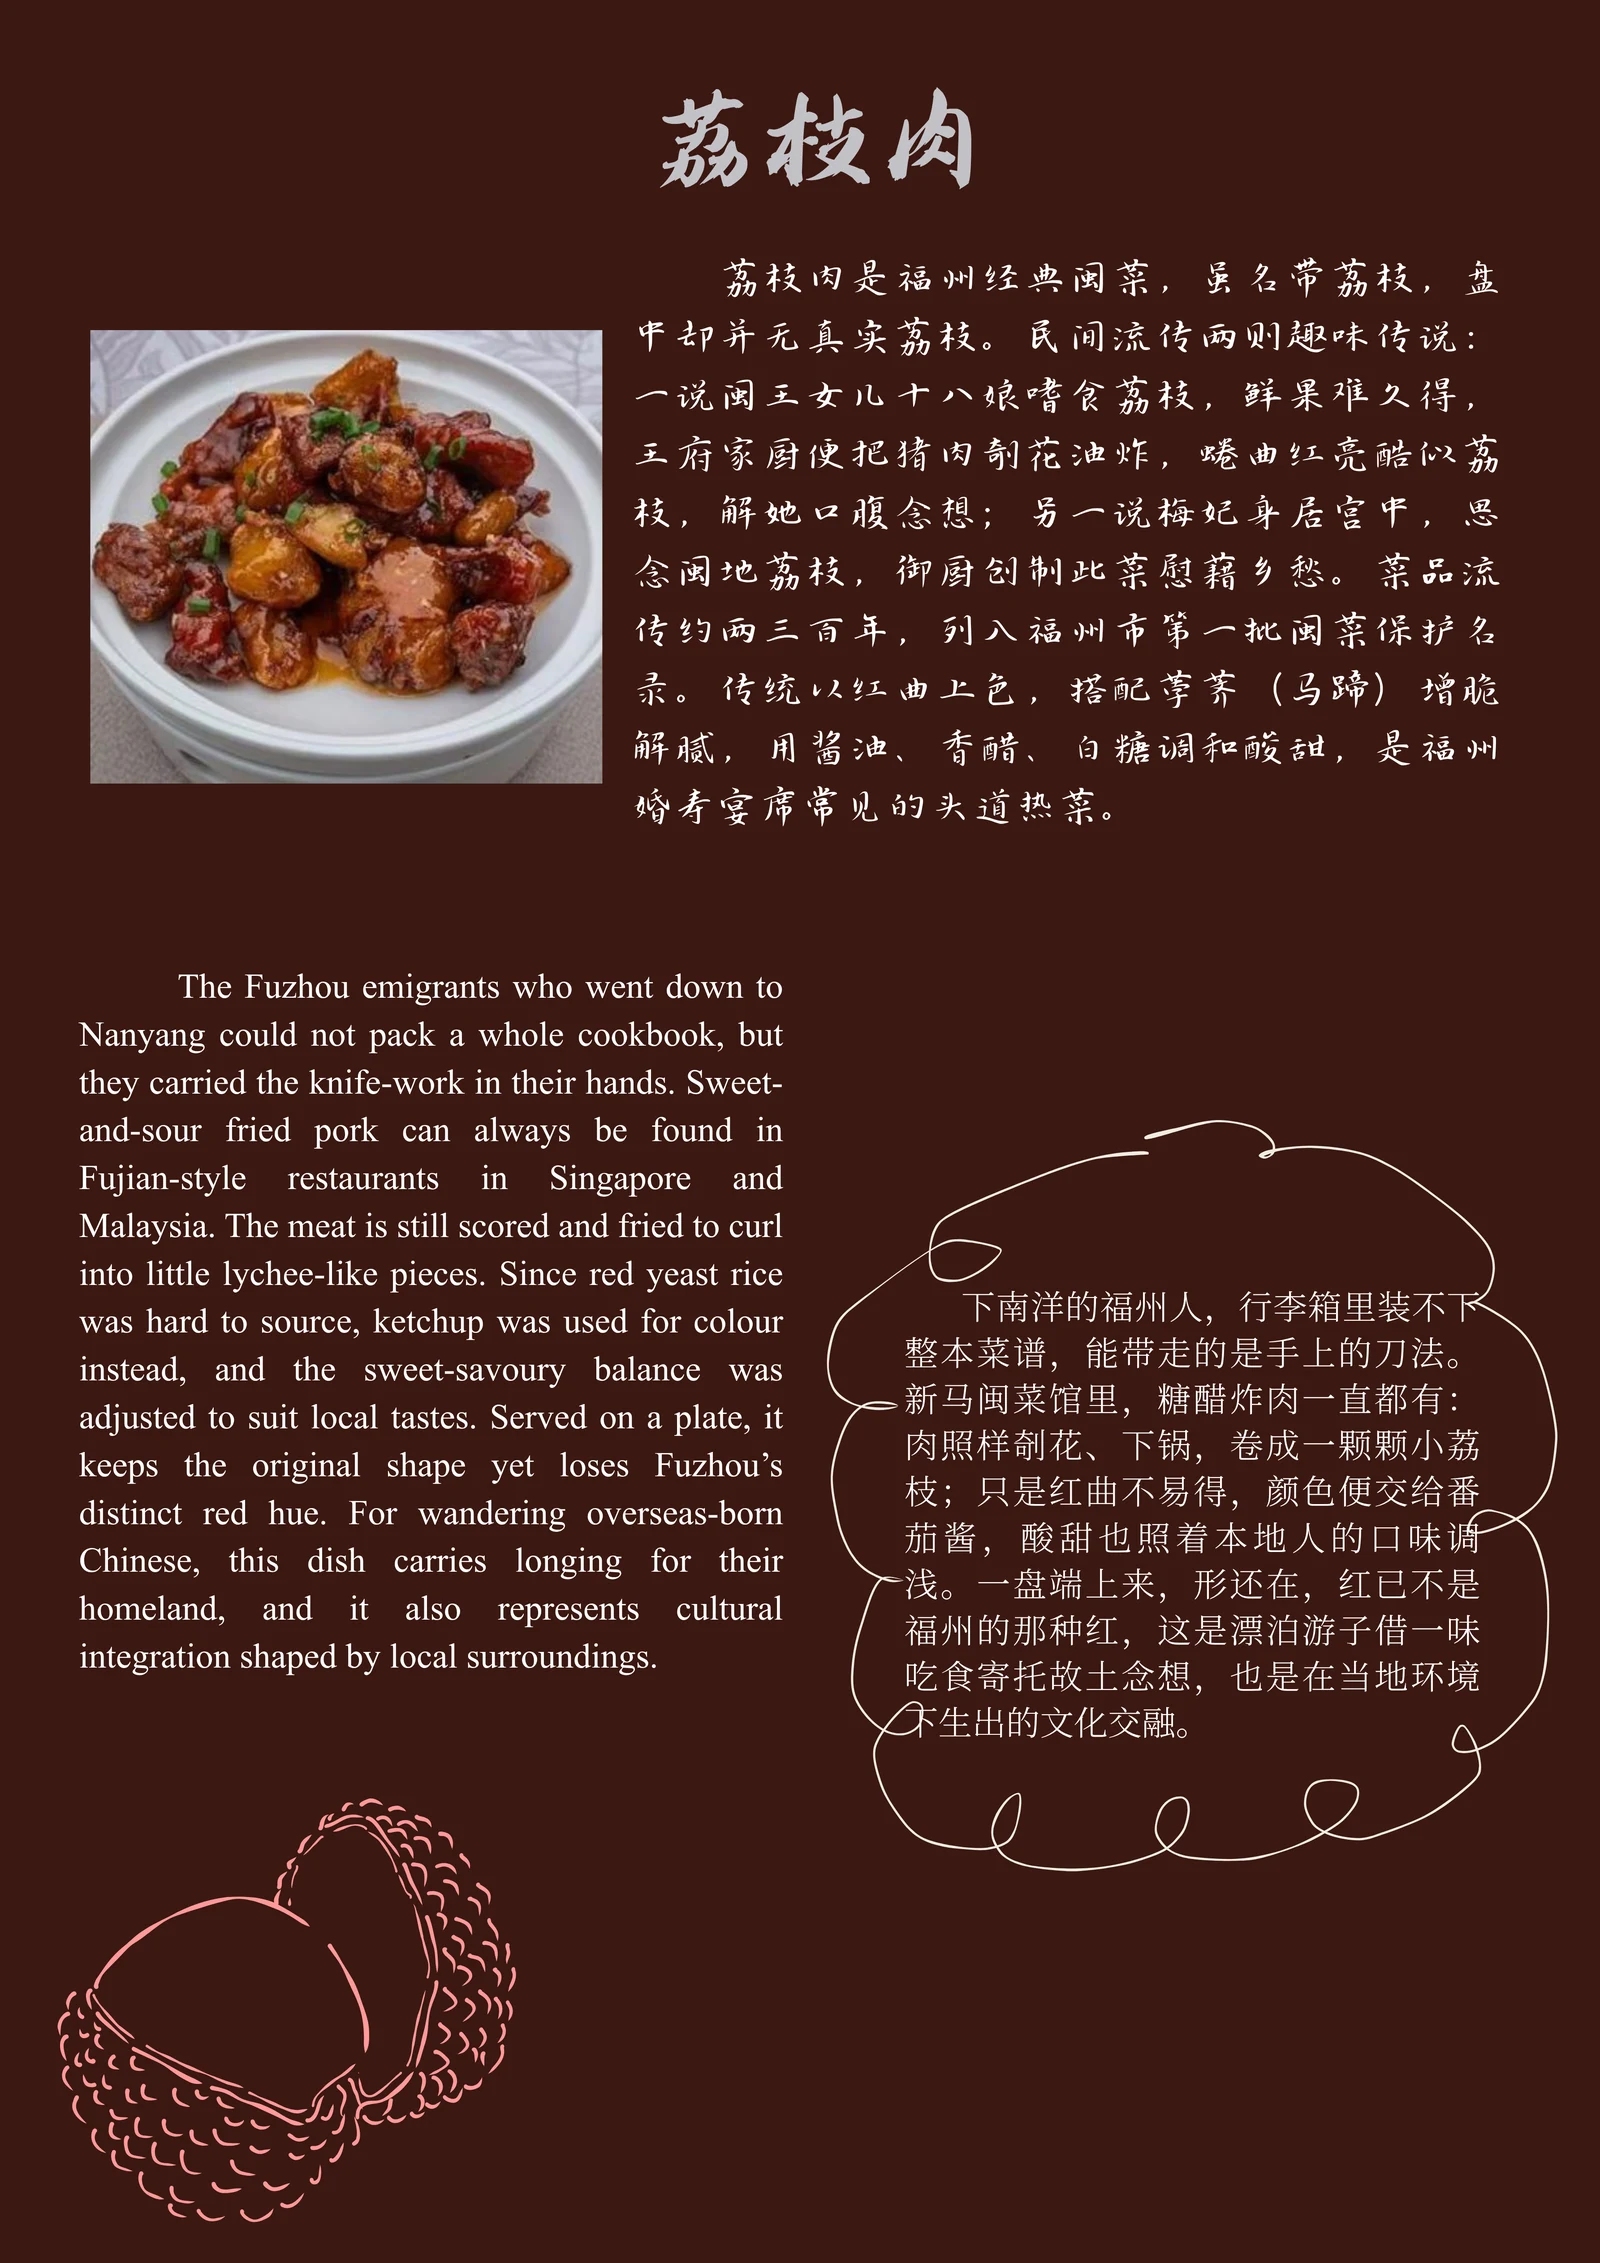 荔枝肉
荔枝肉是福州经典闽菜，虽名带荔枝，盘
中却并无真实荔枝。民间流传两则趣味传说：
一说闽王女儿十八娘嗜食荔枝，鲜果难久得，
王府家厨便把猪肉剞花油炸，蜷曲红亮酷似荔
枝，解她口腹念想；另一说梅妃身居宫中，思
念闽地荔枝，御厨创制此菜慰藉乡愁。菜品流
传约两三百年，列入福州市第一批闽菜保护名
录。传统以红曲上色，搭配荸荠（马蹄）增脆
解腻，用酱油、香醋、白糖调和酸甜，是福州
婚寿宴席常见的头道热菜。
The Fuzhou emigrants who went down to
Nanyang could not pack a whole cookbook, but
they carried the knife-work in their hands. Sweet-
and-sour fried pork can always be found in
Fujian-style restaurants in Singapore and
Malaysia. The meat is still scored and fried to curl
into little lychee-like pieces. Since red yeast rice
was hard to source, ketchup was used for colour
instead, and the sweet-savoury balance was
adjusted to suit local tastes. Served on a plate, it
keeps the original shape yet loses Fuzhou’s
distinct red hue. For wandering overseas-born
Chinese, this dish carries longing for their
homeland, and it also represents cultural
integration shaped by local surroundings.
下南洋的福州人，行李箱里装不下
整本菜谱，能带走的是手上的刀法。
新马闽菜馆里，糖醋炸肉一直都有：
肉照样剞花、下锅，卷成一颗颗小荔
枝；只是红曲不易得，颜色便交给番
茄酱，酸甜也照着本地人的口味调
浅。一盘端上来，形还在，红已不是
福州的那种红，这是漂泊游子借一味
吃食寄托故土念想，也是在当地环境
下生出的文化交融。